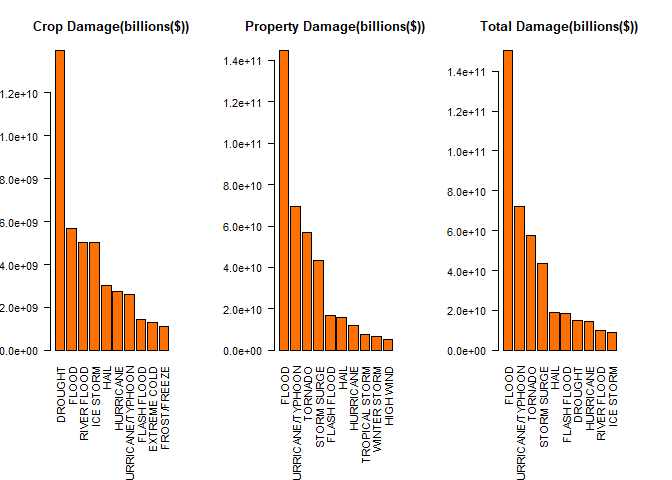 Crop Damage(billions($))
1.2e+10
8.0e+09
4.0e+09
2.0e+09
0.0e+00
DROUGHT
FLOOD
RIVER FLOOD
ICE STORM
HAIL
HURRICANE
URRICANE/TYPHOON
FLASH FLOOD
EXTREME COLD
FROST/FREEZE
Property Damage(billions($))
1.4e+11
1.2e+11
1.0e+11
8.0e+10
6.0e+10
4.0e+10
2.0e+10
0.0e+00
FLOOD
URRICANE/TYPHOON
TORNADO
STORM SURGE
FLASH FLOOD
HAIL
HURRICANE
TROPICAL STORM
WINTER STORM
HIGH WIND
Total Damage(billions($))
1.4e+11
1.2e+11
1.0e+11
8.0e+10
6.0e+10
4.0e+10
2.0e+10
0.0e+00
FLOOD
URRICANE/TYPHOON
TORNADO
STORM SURGE
HAIL
FLASH FLOOD
DROUGHT
HURRICANE
RIVER FLOOD
ICE STORM